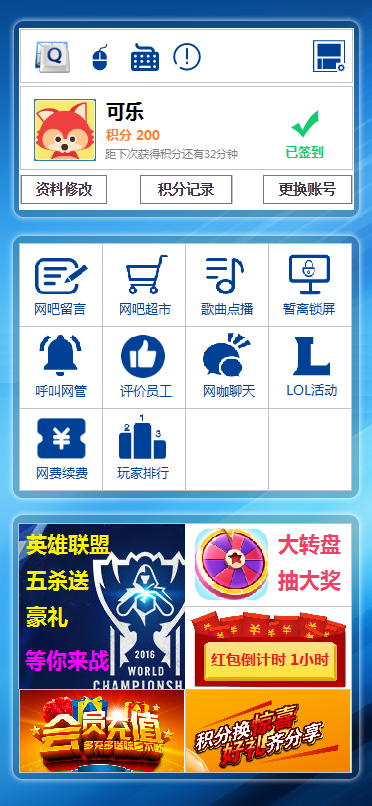 Q
可乐
积分 200
距下次获得积分还有32分钟
已签到
资料修改
积分记录
更换账号
网吧留言
网吧超市
歌曲点播
暂离锁屏
呼叫网管
评价员工
网咖聊天
L
LOL活动
¥
1
2
3
网费续费
玩家排行
英雄联盟
五杀送
豪礼
等你来战
2016
WORLD
CHAMPIONSHIP
大转盘
抽大奖
红包倒计时 1小时
会员充值
多充多送惊喜不断
积分换惊喜
好礼齐分享